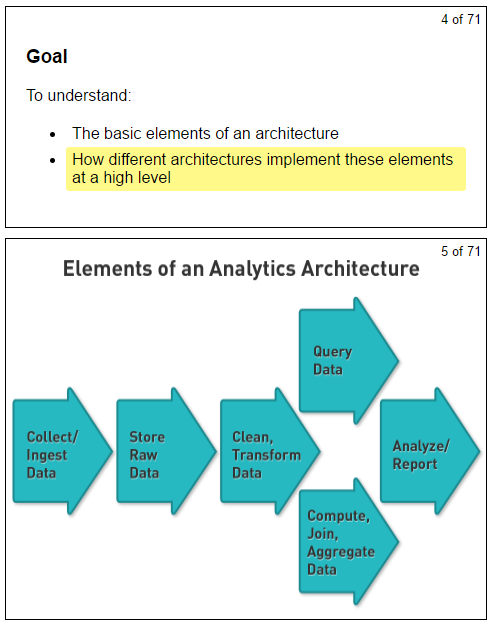 4 of 71
Goal
To understand:
• The basic elements of an architecture
• How different architectures implement these elements
at a high level
5 of 71
Elements of an Analytics Architecture
Collect/
Ingest
Data
Store
Raw
Data
Clean,
Transform
Data
Query
Data
Compute,
Join,
Aggregate
Data
Analyze/
Report